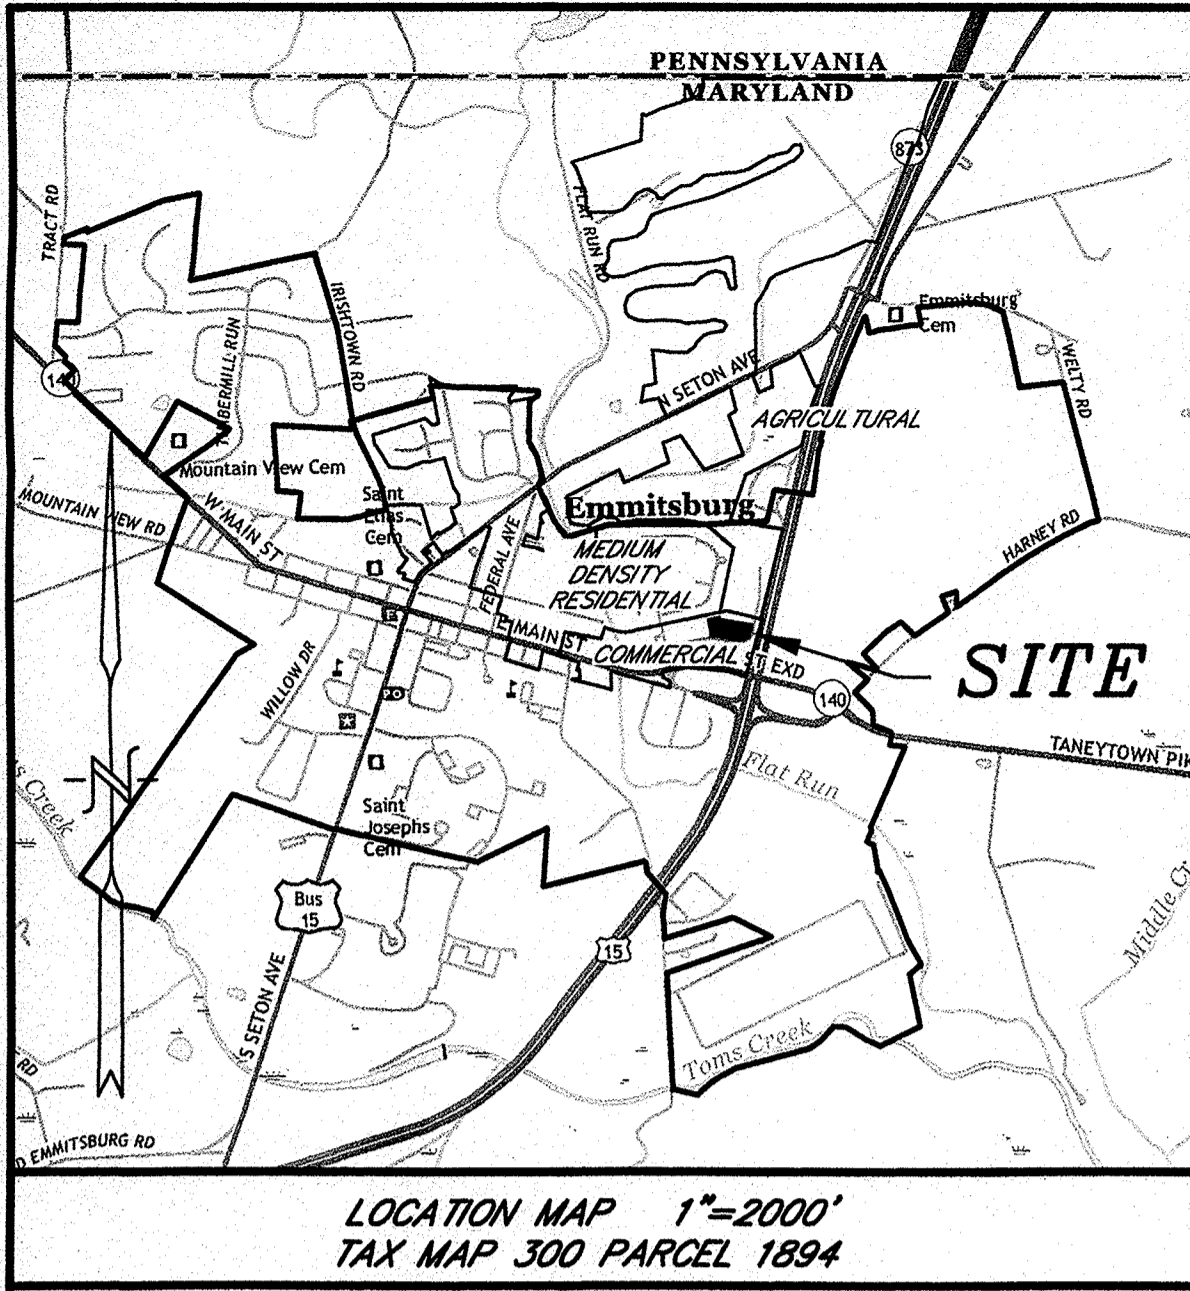 PENNSYLVANIA
MARYLAND
873
TRACT RD
FLAT RUN RD
IRISHTOWN RD
Emmitsburg
Cem
WELTY RD
N SETON AVE
AGRICULTURAL
Mountain View Cem
MOUNTAIN VIEW RD
W MAIN ST
Saint
Cem
Emmitsburg
FEDERAL AVE
MEDIUM
DENSITY
RESIDENTIAL
HARNEY RD
E MAIN ST
COMMERCIAL
ST EXD
SITE
140
WILLOW DR
PO
TANEYTOWN PIK
N
s Creek
Flat Run
Saint
Josephs
Cem
Bus
15
15
Middle Cr
S SETON AVE
Toms Creek
RD
D EMMITSBURG RD
LOCATION MAP 1"=2000'
TAX MAP 300 PARCEL 1894